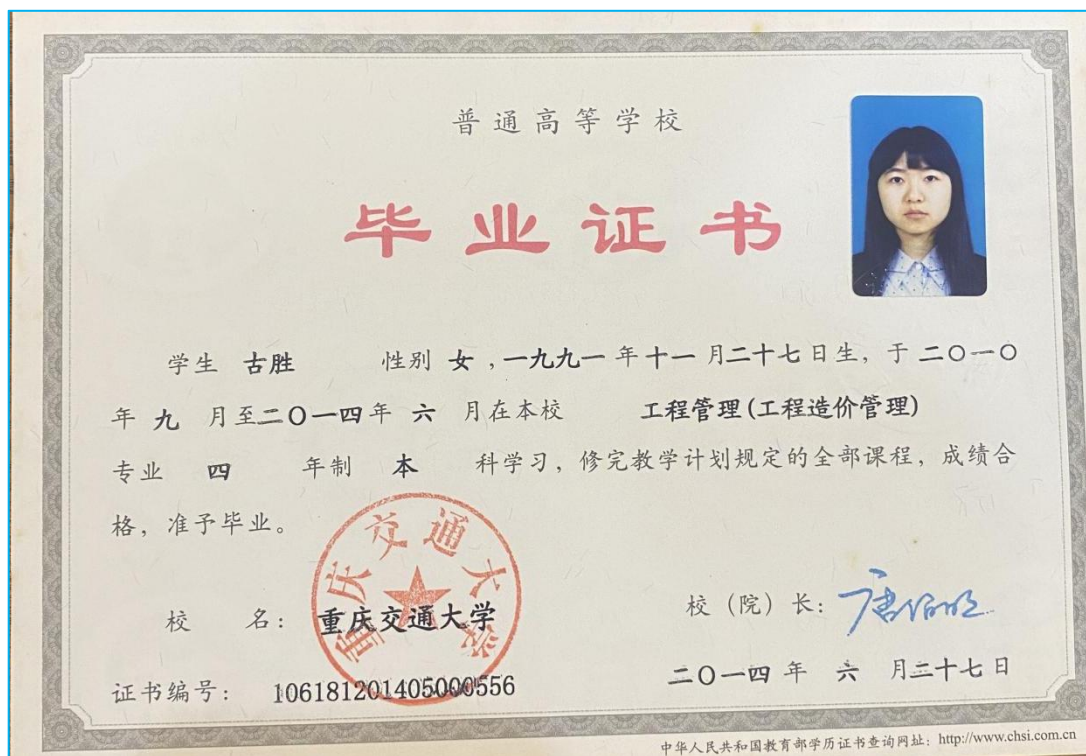 普通高等学校
毕业证书
学生 古胜 性别 女，一九九一年十一月二十七日生，于二〇一〇
年 九 月至二〇一四年 六 月在本校 工程管理(工程造价管理)
专业 四 年制 本 科学习，修完教学计划规定的全部课程，成绩合
格，准予毕业。
重庆交通大学
校 名： 重庆交通大学
校（院）长：唐伯明
证书编号： 106181201405000556
二〇一四 年 六 月二十七日
中华人民共和国教育部学历证书查询网址：http://www.chsi.com.cn